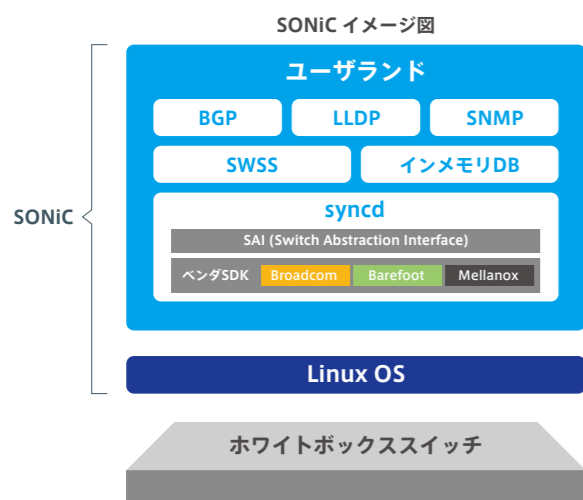 SONiC イメージ図
ユーザランド
BGP
LLDP
SNMP
SWSS
インメモリDB
syncd
SAI (Switch Abstraction Interface)
ベンダSDK
Broadcom
Barefoot
Mellanox
SONiC
Linux OS
ホワイトボックススイッチ